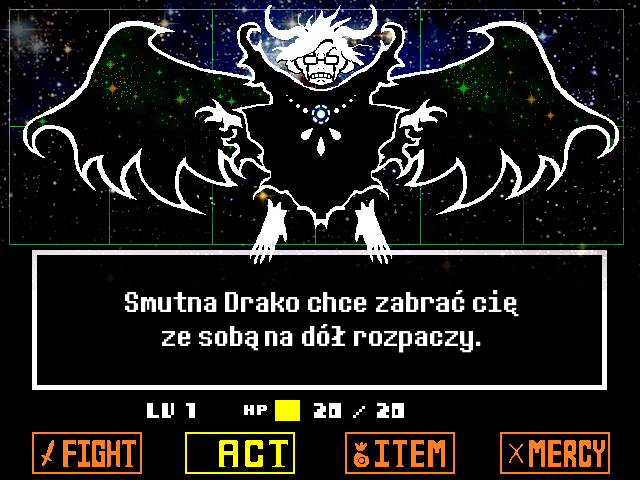 Smutna Drako chce zabrać cię
ze sobą na dół rozpaczy.
LV 1 HP 20 / 20
FIGHT ACT ITEM MERCY